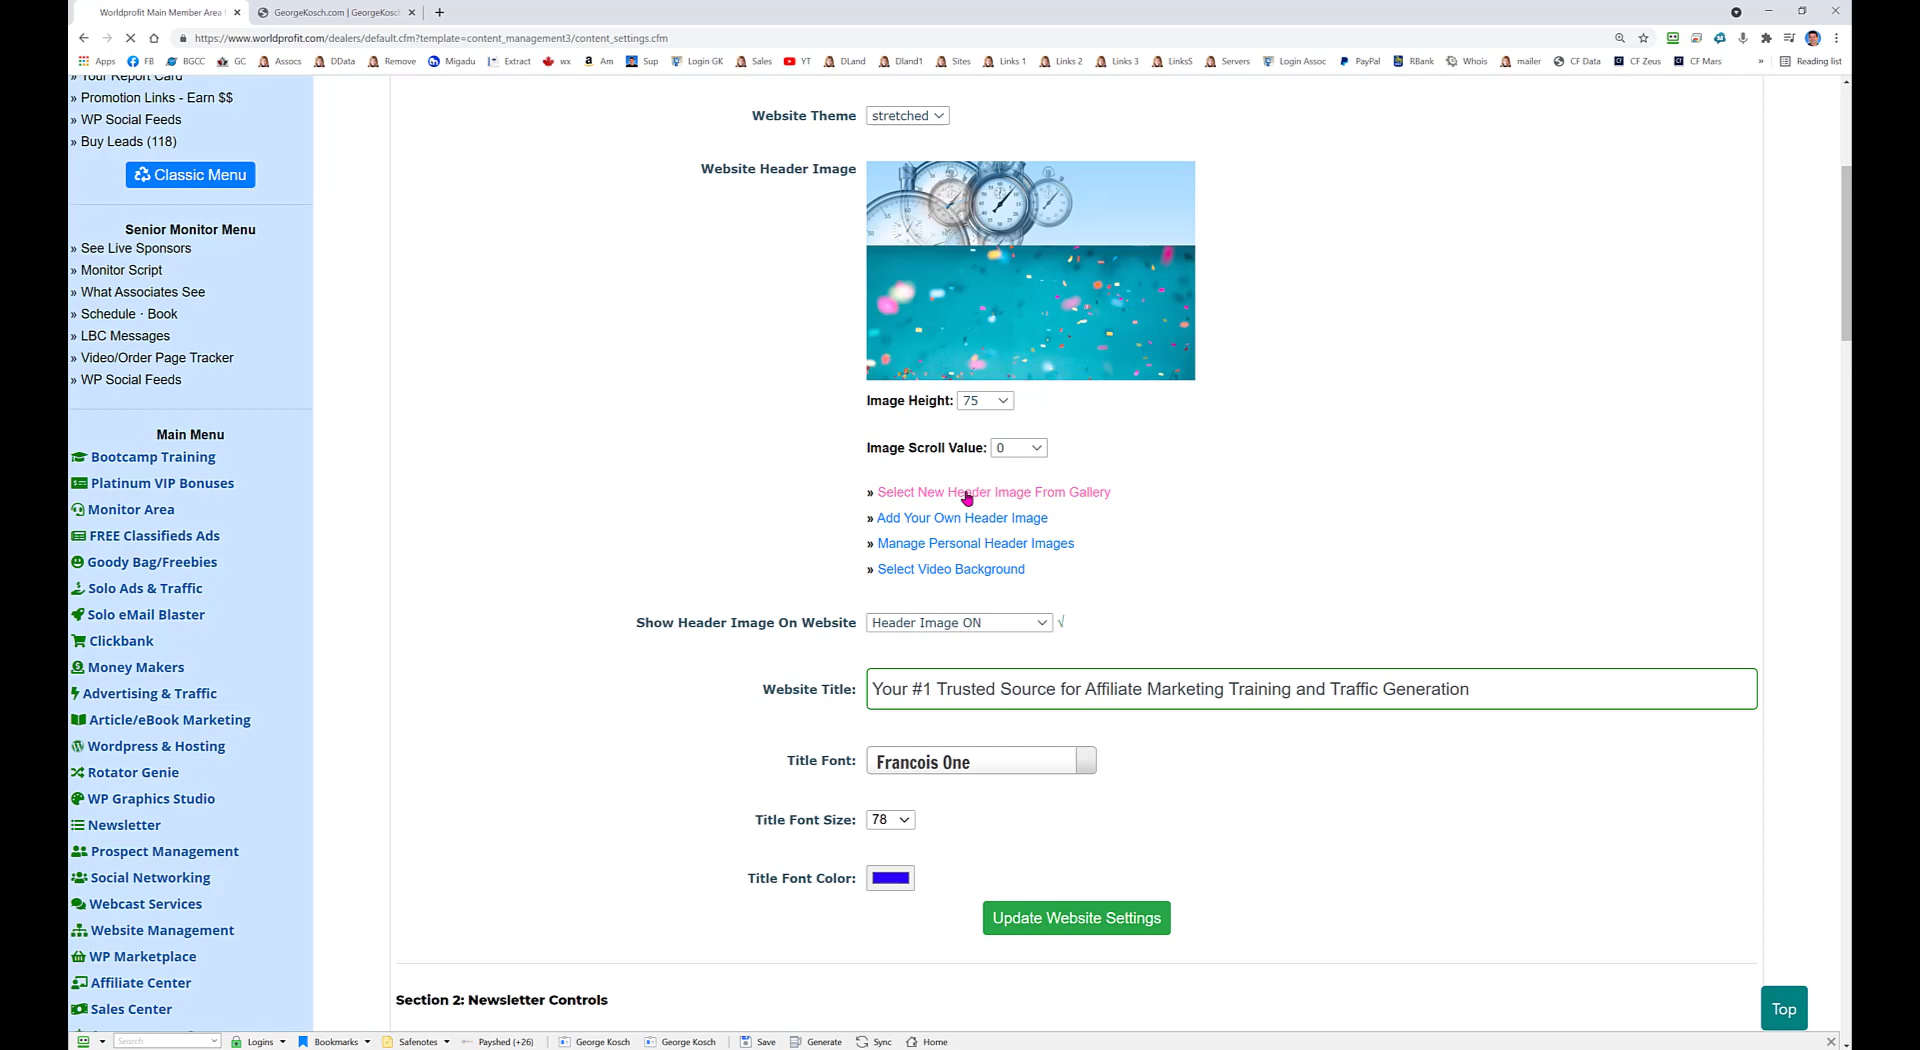 Worldprofit Main Member Area
GeorgeKosch.com | GeorgeKosch
https://www.worldprofit.com/dealers/default.cfm?template=content_management3/content_settings.cfm
Apps FB BGCC GC Assocs DData Remove Migadu Extract wx Am Sup Login GK Sales YT DLand DLand1 Sites Links 1 Links 2 Links 3 LinksS Servers Login Assoc PayPal RBank Whois mailer CF Data CF Zeus CF Mars » Reading list
» Your Report Card
» Promotion Links - Earn $$
» WP Social Feeds
» Buy Leads (118)
Classic Menu
Senior Monitor Menu
» See Live Sponsors
» Monitor Script
» What Associates See
» Schedule · Book
» LBC Messages
» Video/Order Page Tracker
» WP Social Feeds
Main Menu
Bootcamp Training
Platinum VIP Bonuses
Monitor Area
FREE Classifieds Ads
Goody Bag/Freebies
Solo Ads & Traffic
Solo eMail Blaster
Clickbank
Money Makers
Advertising & Traffic
Article/eBook Marketing
Wordpress & Hosting
Rotator Genie
WP Graphics Studio
Newsletter
Prospect Management
Social Networking
Webcast Services
Website Management
WP Marketplace
Affiliate Center
Sales Center
Website Theme stretched
Website Header Image
Image Height: 75
Image Scroll Value: 0
» Select New Header Image From Gallery
» Add Your Own Header Image
» Manage Personal Header Images
» Select Video Background
Show Header Image On Website Header Image ON √
Website Title: Your #1 Trusted Source for Affiliate Marketing Training and Traffic Generation
Title Font: Francois One
Title Font Size: 78
Title Font Color:
Update Website Settings
Section 2: Newsletter Controls
Top
Search Logins Bookmarks Safenotes Payshed (+26) George Kosch George Kosch Save Generate Sync Home